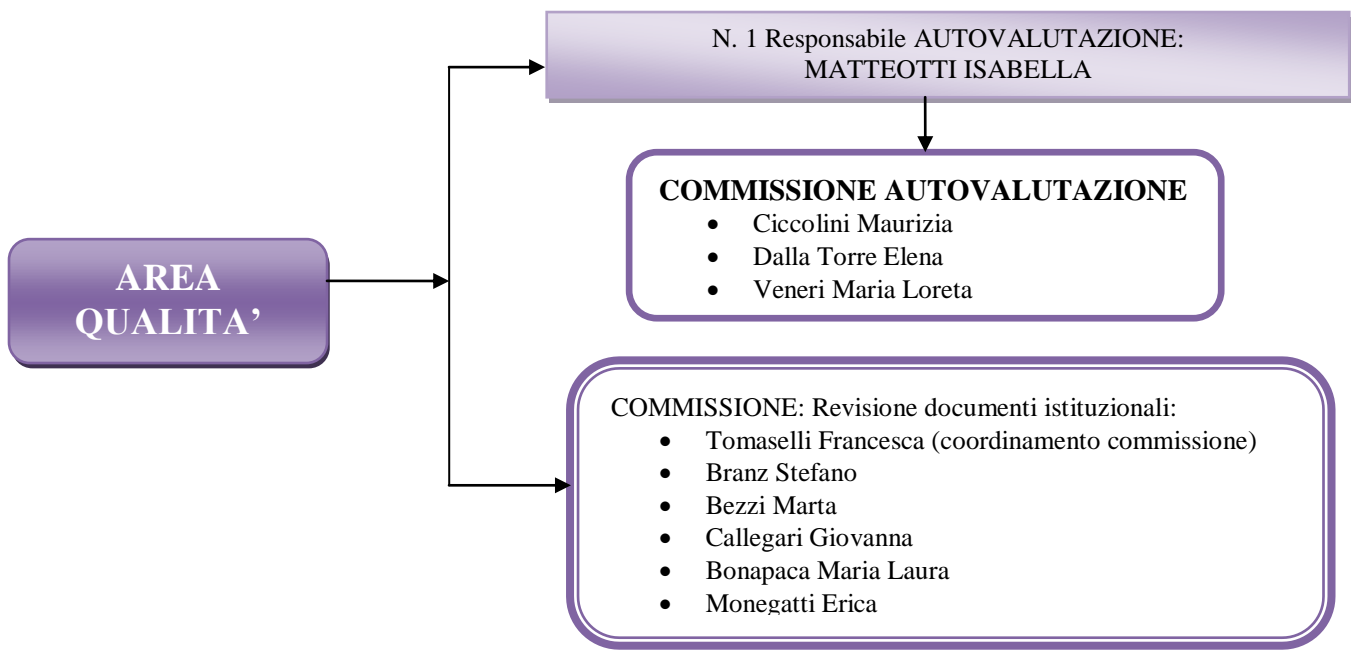 N. 1 Responsabile AUTOVALUTAZIONE:
MATTEOTTI ISABELLA
COMMISSIONE AUTOVALUTAZIONE
• Ciccolini Maurizia
• Dalla Torre Elena
• Veneri Maria Loreta
AREA
QUALITA’
COMMISSIONE: Revisione documenti istituzionali:
• Tomaselli Francesca (coordinamento commissione)
• Branz Stefano
• Bezzi Marta
• Callegari Giovanna
• Bonapaca Maria Laura
• Monegatti Erica